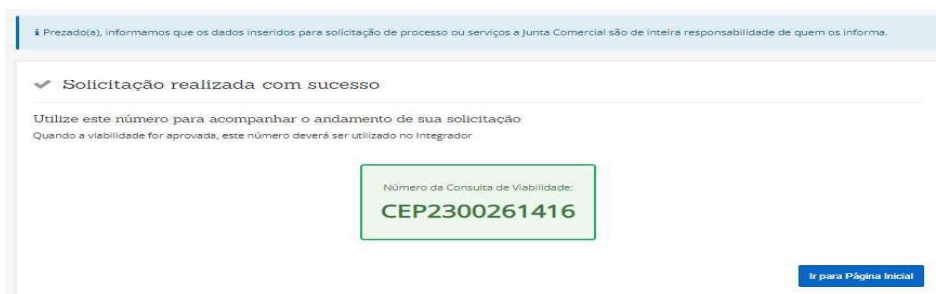 i Prezado(a), informamos que os dados inseridos para solicitação de processo ou serviços a Junta Comercial são de inteira responsabilidade de quem os informa.
Solicitação realizada com sucesso
Utilize este número para acompanhar o andamento de sua solicitação
Quando a viabilidade for aprovada, este número deverá ser utilizado no Integrador
Número da Consulta de Viabilidade:
CEP2300261416
Ir para Página Inicial